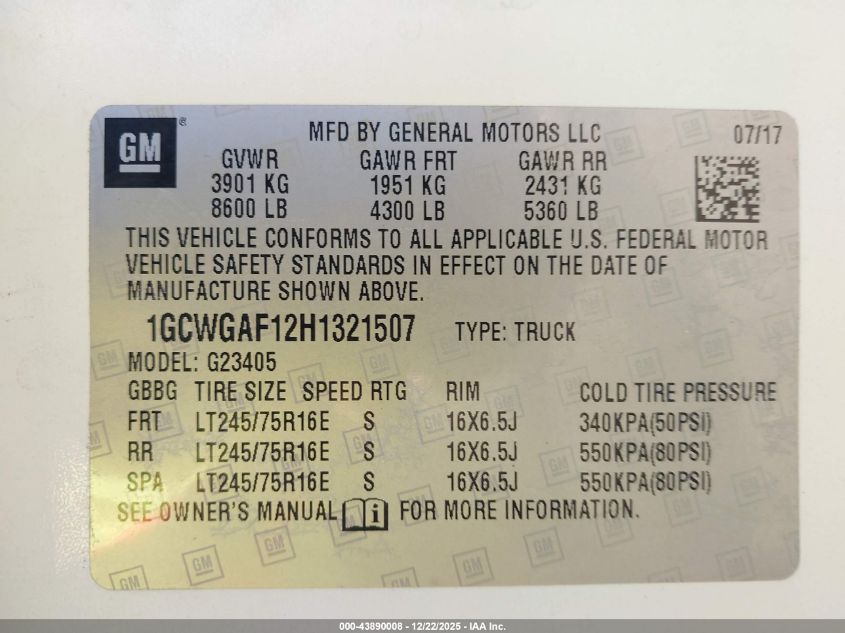 GM ®
MFD BY GENERAL MOTORS LLC 07/17
GVWR GAWR FRT GAWR RR
3901 KG 1951 KG 2431 KG
8600 LB 4300 LB 5360 LB
THIS VEHICLE CONFORMS TO ALL APPLICABLE U.S. FEDERAL MOTOR
VEHICLE SAFETY STANDARDS IN EFFECT ON THE DATE OF
MANUFACTURE SHOWN ABOVE.
1GCWGAF12H1321507 TYPE: TRUCK
MODEL: G23405
GBBG TIRE SIZE SPEED RTG RIM COLD TIRE PRESSURE
FRT LT245/75R16E S 16X6.5J 340KPA(50PSI)
RR LT245/75R16E S 16X6.5J 550KPA(80PSI)
SPA LT245/75R16E S 16X6.5J 550KPA(80PSI)
SEE OWNER'S MANUAL i FOR MORE INFORMATION.
000-43890008 - 12/22/2025 - IAA Inc.